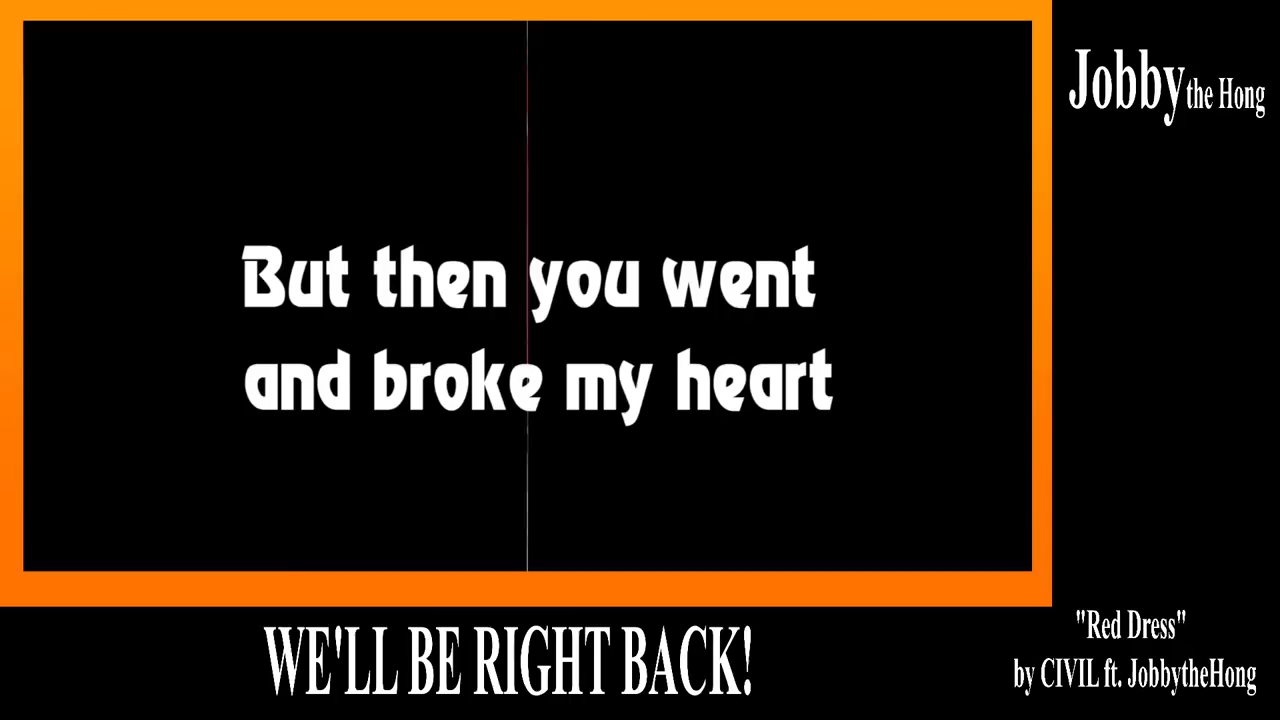 Jobby the Hong
But then you went
and broke my heart
WE'LL BE RIGHT BACK!
"Red Dress"
by CIVIL ft. JobbytheHong